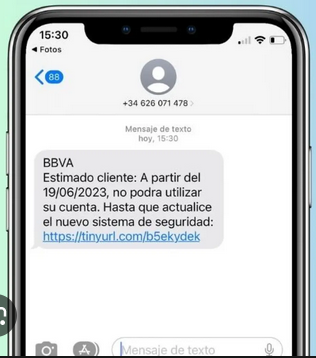 15:30
◀ Fotos
88
+34 626 071 478 >
Mensaje de texto
hoy, 15:30
BBVA
Estimado cliente: A partir del
19/06/2023, no podra utilizar
su cuenta. Hasta que actualice
el nuevo sistema de seguridad:
https://tinyurl.com/b5ekydek
Mensaje de texto